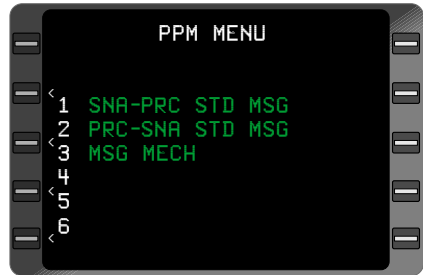 PPM MENU
<1 SNA-PRC STD MSG
2 PRC-SNA STD MSG
<3 MSG MECH
4
<5
<6